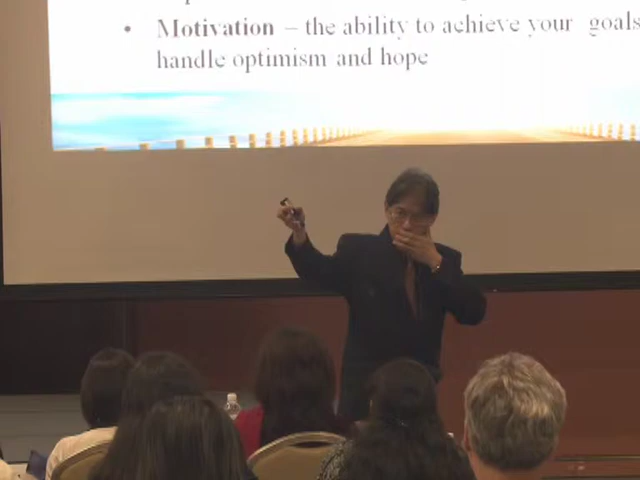 • Motivation – the ability to achieve your goals
handle optimism and hope